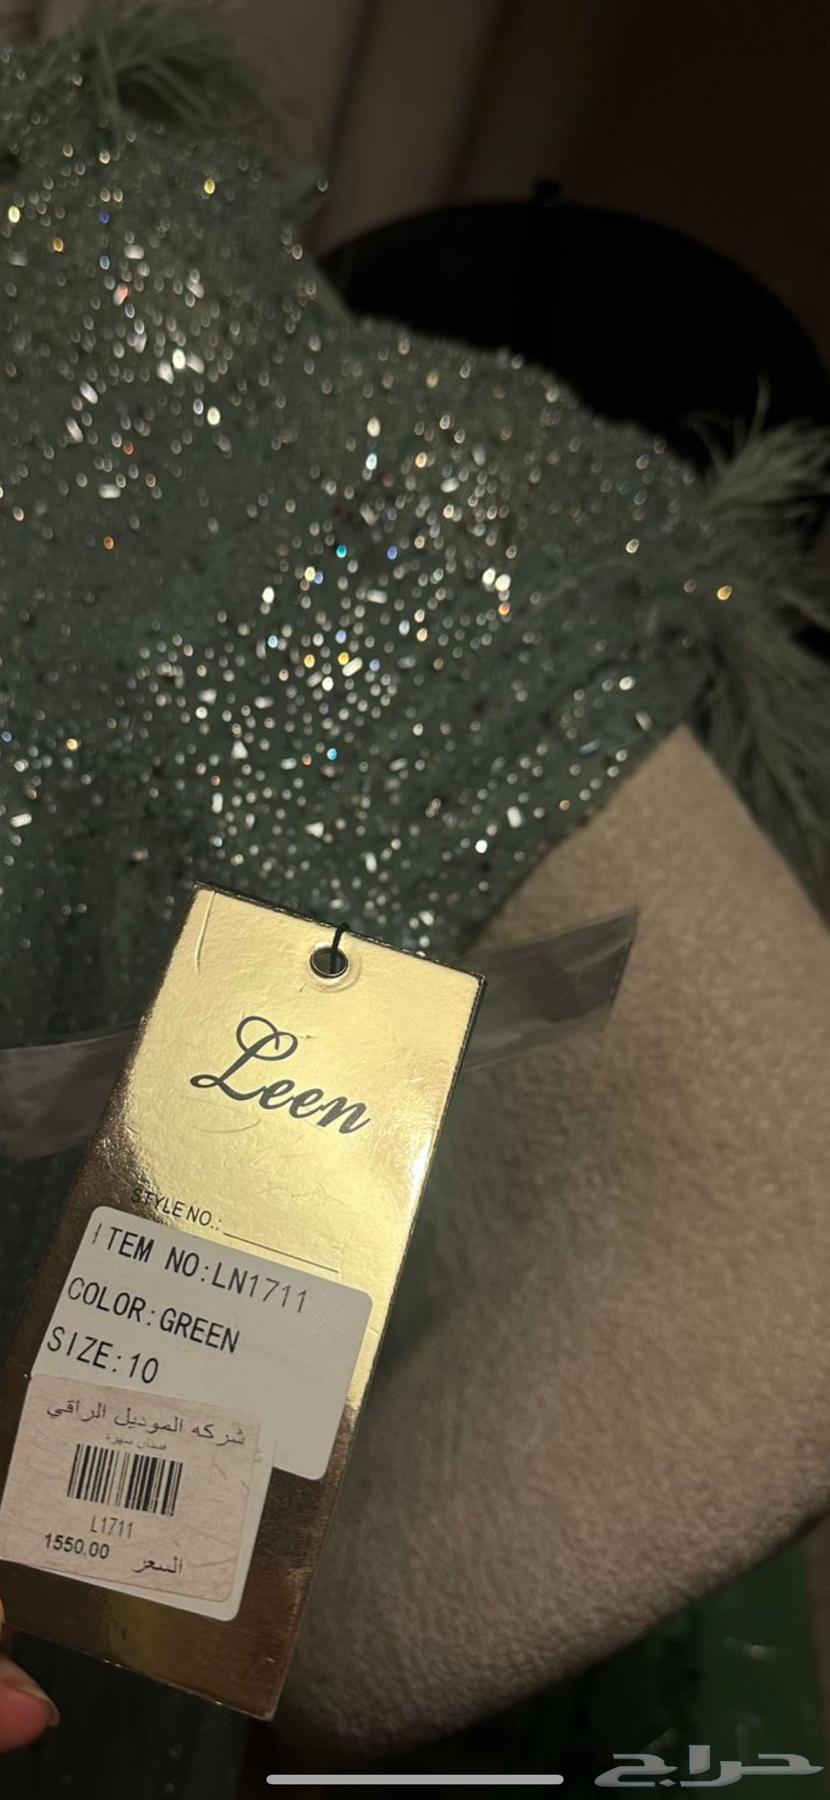 Leen
STYLE NO.:
ITEM NO:LN1711
COLOR:GREEN
SIZE:10
شركه الموديل الراقي
فستان سهرة
L1711
1550.00 السعر
حراج